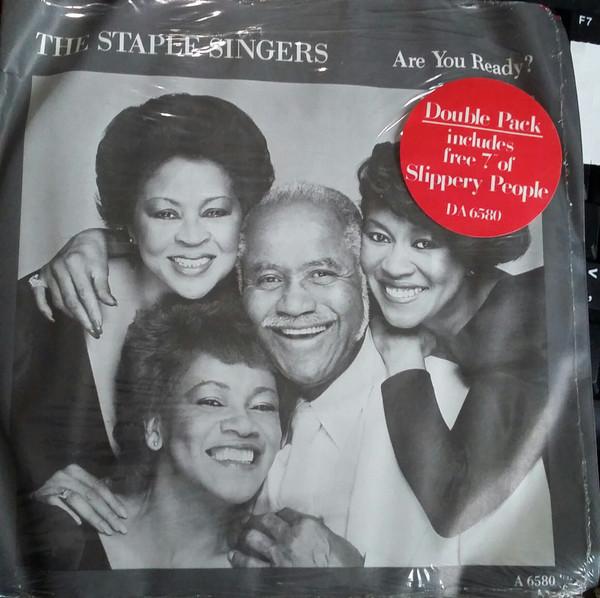 THE STAPLE SINGERS
Are You Ready?
Double Pack
includes
free 7" of
Slippery People
DA 6580
A 6580
F7
V
,